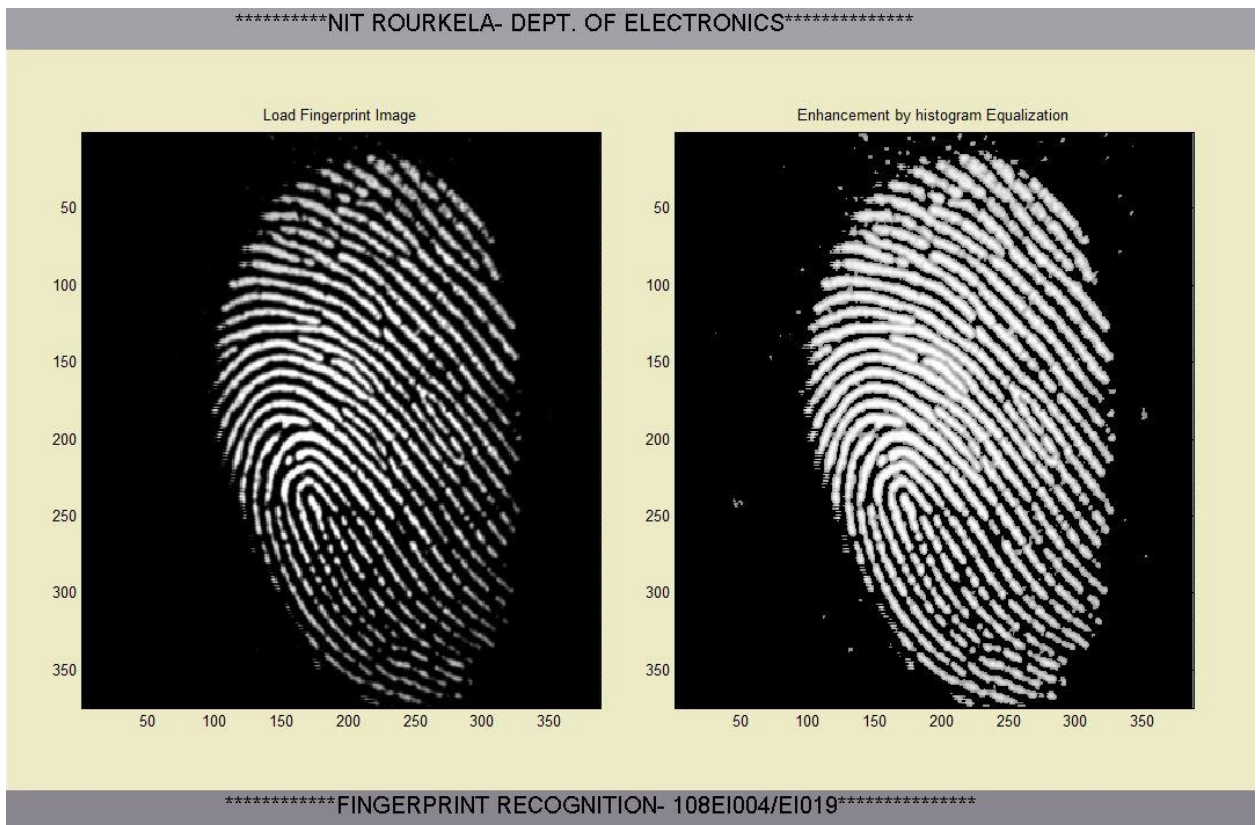 **********NIT ROURKELA- DEPT. OF ELECTRONICS**************
Load Fingerprint Image
Enhancement by histogram Equalization
50
100
150
200
250
300
350
50 100 150 200 250 300 350
50
100
150
200
250
300
350
50 100 150 200 250 300 350
************FINGERPRINT RECOGNITION- 108EI004/EI019***************